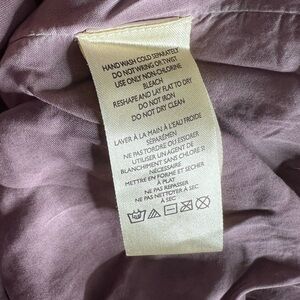 HAND WASH COLD SEPARATELY
DO NOT WRING OR TWIST
USE ONLY NON-CHLORINE
BLEACH
RESHAPE AND LAY FLAT TO DRY
DO NOT IRON
DO NOT DRY CLEAN
LAVER À LA MAIN À L'EAU FROIDE
SÉPARÉMEN
NE PAS TORDRE OU ESSORER
UTILISER UN AGENT DE
BLANCHIMENT SANS CHLORE SI
NÉCESSAIRE
METTRE EN FORME ET SECHER
À PLAT
NE PAS REPASSER
NE PAS NETTOYER À
SEC